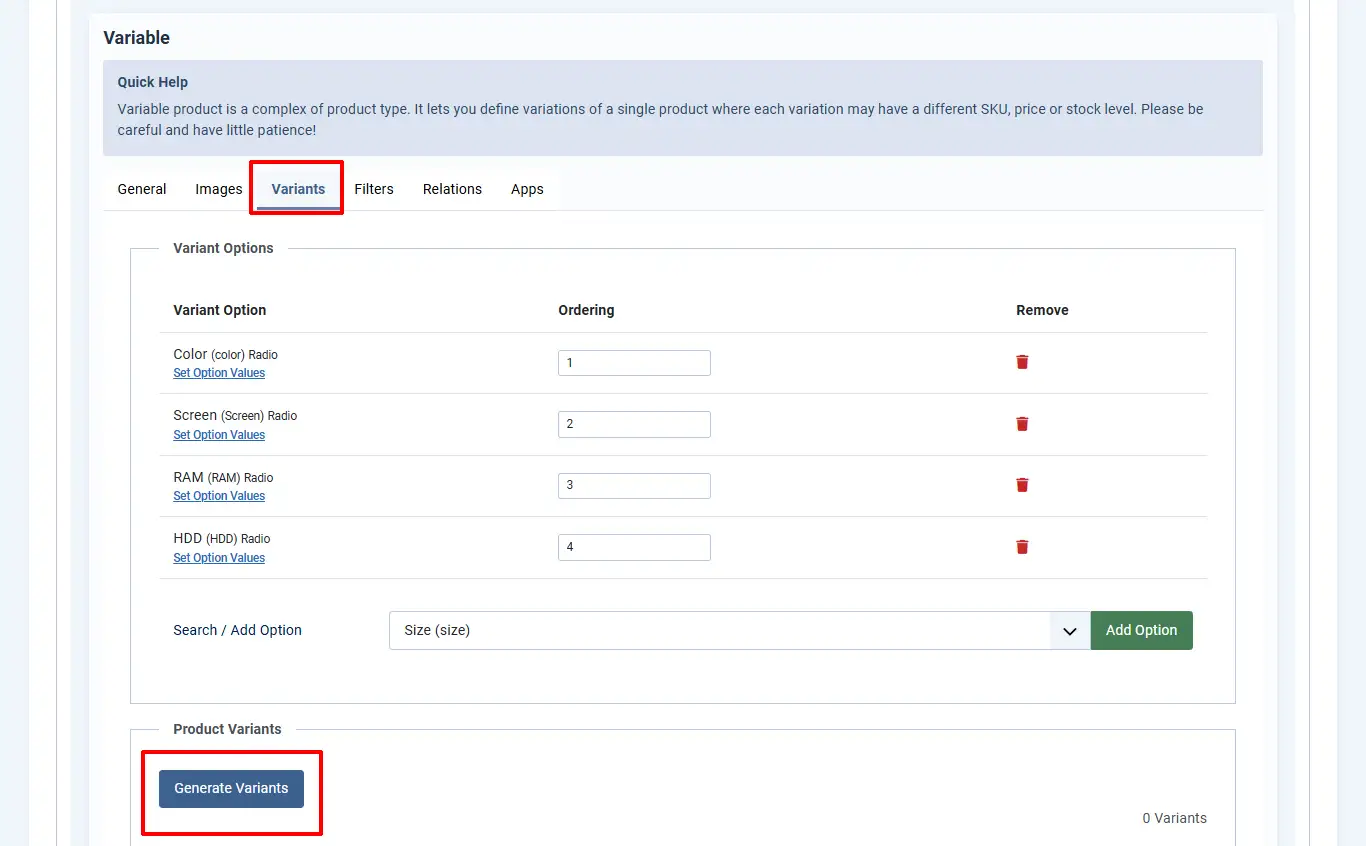 Variable
Quick Help
Variable product is a complex of product type. It lets you define variations of a single product where each variation may have a different SKU, price or stock level. Please be
careful and have little patience!
General Images Variants Filters Relations Apps
Variant Options
Variant Option Ordering Remove
Color (color) Radio
Set Option Values
1
Screen (Screen) Radio
Set Option Values
2
RAM (RAM) Radio
Set Option Values
3
HDD (HDD) Radio
Set Option Values
4
Search / Add Option Size (size) Add Option
Product Variants
Generate Variants
0 Variants